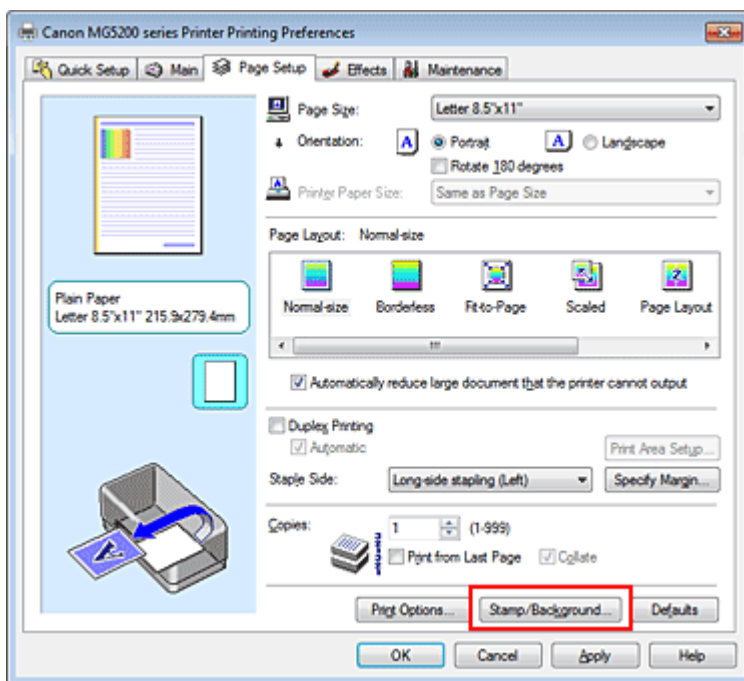 Canon MG5200 series Printer Printing Preferences
Quick Setup Main Page Setup Effects Maintenance
Page Size: Letter 8.5"x11"
Orientation: A Portrait A Landscape
Rotate 180 degrees
Printer Paper Size: Same as Page Size
Page Layout: Normal-size
Normal-size Borderless Fit-to-Page Scaled Page Layout
Plain Paper
Letter 8.5"x11" 215.9x279.4mm
Automatically reduce large document that the printer cannot output
Duplex Printing
Automatic Print Area Setup...
Staple Side: Long-side stapling (Left) Specify Margin...
Copies: 1 (1-999)
Print from Last Page Collate
Print Options... Stamp/Background... Defaults
OK Cancel Apply Help